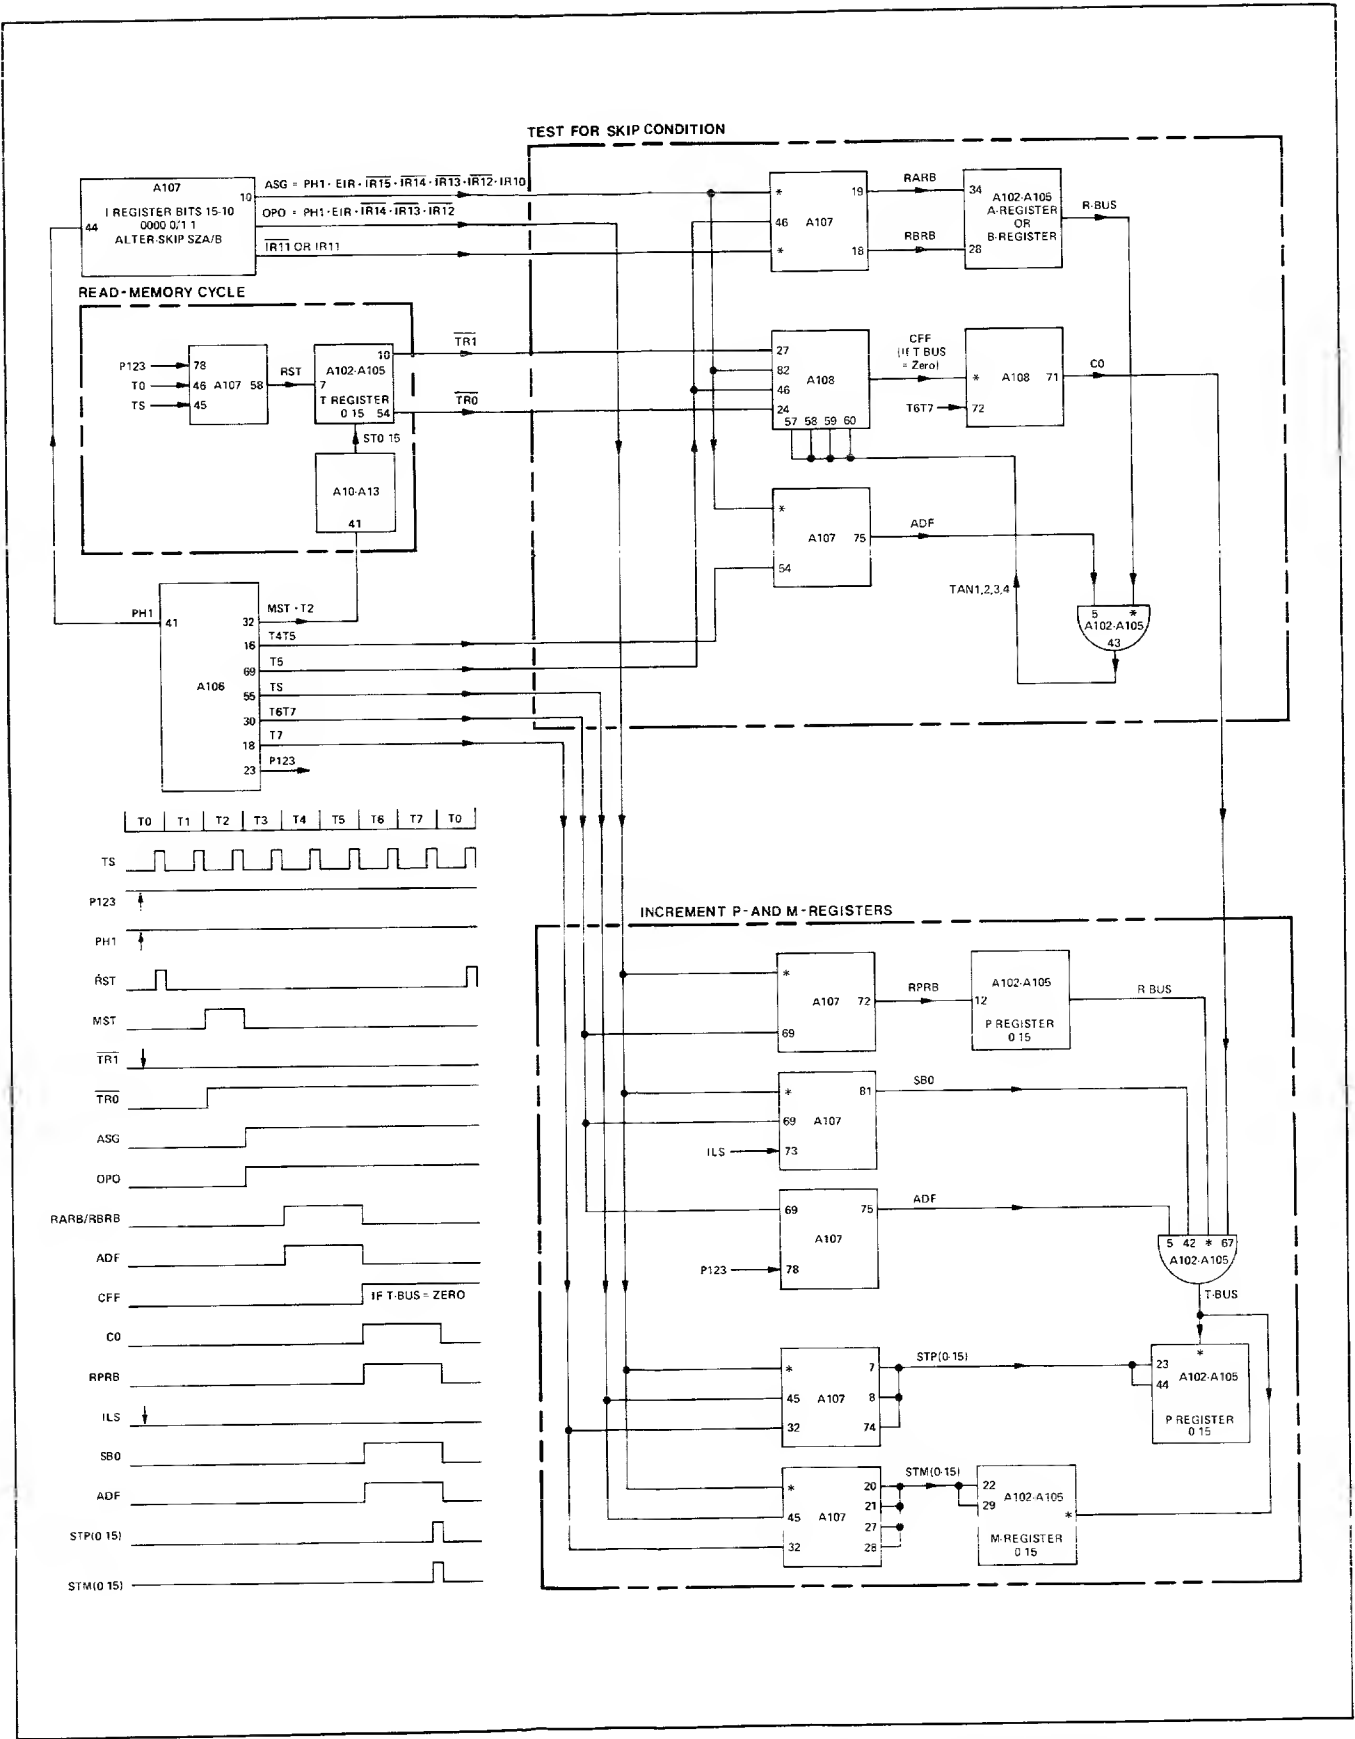 TEST FOR SKIP CONDITION
A107
I REGISTER BITS 15-10
0000 0/1 1
ALTER-SKIP SZA/B
10
44
ASG = PH1 · EIR · IR15 · IR14 · IR13 · IR12 · IR10
OPO = PH1 · EIR · IR14 · IR13 · IR12
IR11 OR IR11
*
46
*
A107
19
18
RARB
RBRB
34
28
A102-A105
A-REGISTER
OR
B-REGISTER
R-BUS
READ-MEMORY CYCLE
P123
T0
TS
78
46
45
A107
58
RST
10
A102-A105
7
T REGISTER
0 15
54
TR1
TR0
ST0 15
A10-A13
41
27
82
46
24
A108
57 58 59 60
CFF
(IF T BUS
= Zero)
*
A108
71
T6T7
72
C0
*
A107
75
54
ADF
TAN1,2,3,4
5 *
A102-A105
43
PH1
41
A106
32
16
69
55
30
18
23
MST · T2
T4T5
T5
TS
T6T7
T7
P123
T0 T1 T2 T3 T4 T5 T6 T7 T0
TS
P123
PH1
RST
MST
TR1
TR0
ASG
OPO
RARB/RBRB
ADF
CFF
IF T-BUS = ZERO
C0
RPRB
ILS
SB0
ADF
STP(0 15)
STM(0 15)
INCREMENT P-AND M-REGISTERS
*
A107
72
69
RPRB
A102-A105
12
P REGISTER
0 15
R BUS
*
81
69
A107
73
ILS
SB0
69
75
A107
78
P123
ADF
5 42 * 67
A102-A105
T-BUS
*
7
45
A107
8
32
74
STP(0-15)
*
23
A102-A105
44
P REGISTER
0 15
*
20
21
45
A107
27
32
28
STM(0-15)
22
A102-A105
29
*
M-REGISTER
0 15